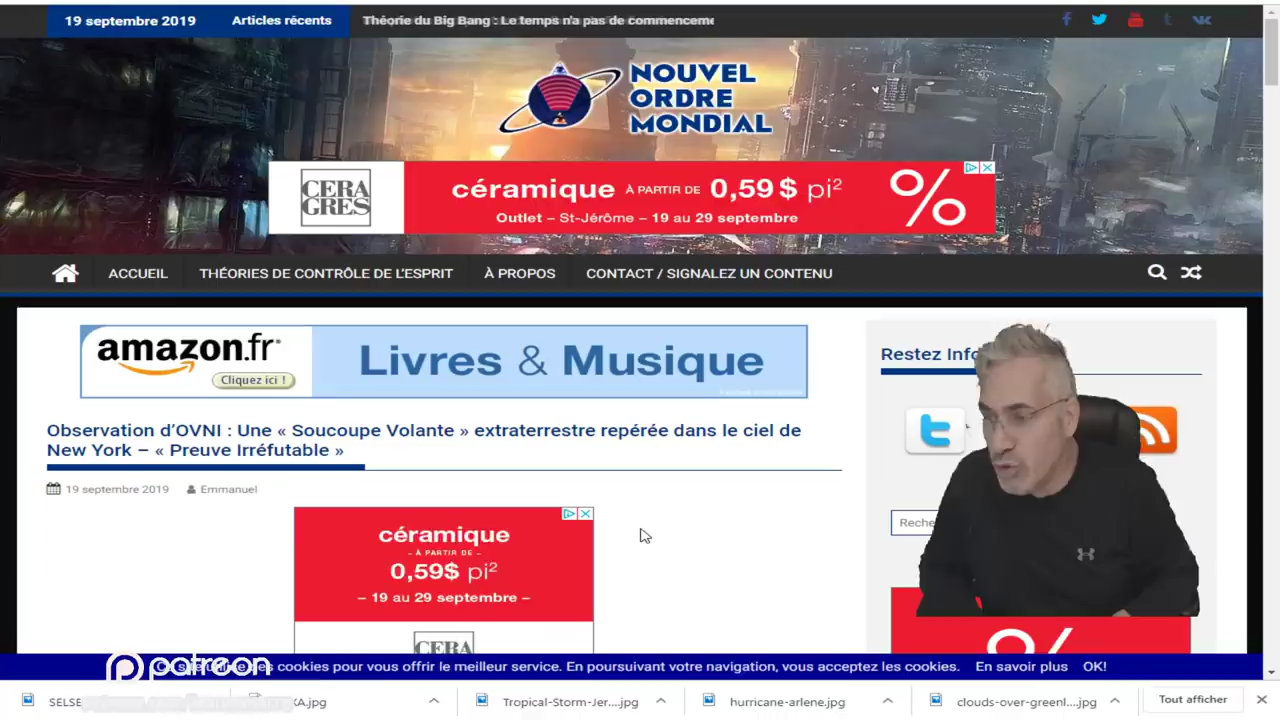 19 septembre 2019
Articles récents
Théorie du Big Bang : Le temps n'a pas de commenceme
NOUVEL
ORDRE
MONDIAL
CERA
GRES
céramique À PARTIR DE 0,59 $ pi²
Outlet – St-Jérôme – 19 au 29 septembre
%
ACCUEIL
THÉORIES DE CONTRÔLE DE L'ESPRIT
À PROPOS
CONTACT / SIGNALEZ UN CONTENU
amazon.fr
Cliquez ici !
Livres & Musique
Restez Info
Observation d'OVNI : Une « Soucoupe Volante » extraterrestre repérée dans le ciel de
New York – « Preuve Irréfutable »
19 septembre 2019
Emmanuel
céramique
– À PARTIR DE –
0,59$ pi²
– 19 au 29 septembre –
CERA
Reche
%
patreon
cookies pour vous offrir le meilleur service. En poursuivant votre navigation, vous acceptez les cookies.
En savoir plus
OK!
KA.jpg
Tropical-Storm-Jer....jpg
hurricane-arlene.jpg
clouds-over-greenl....jpg
Tout afficher